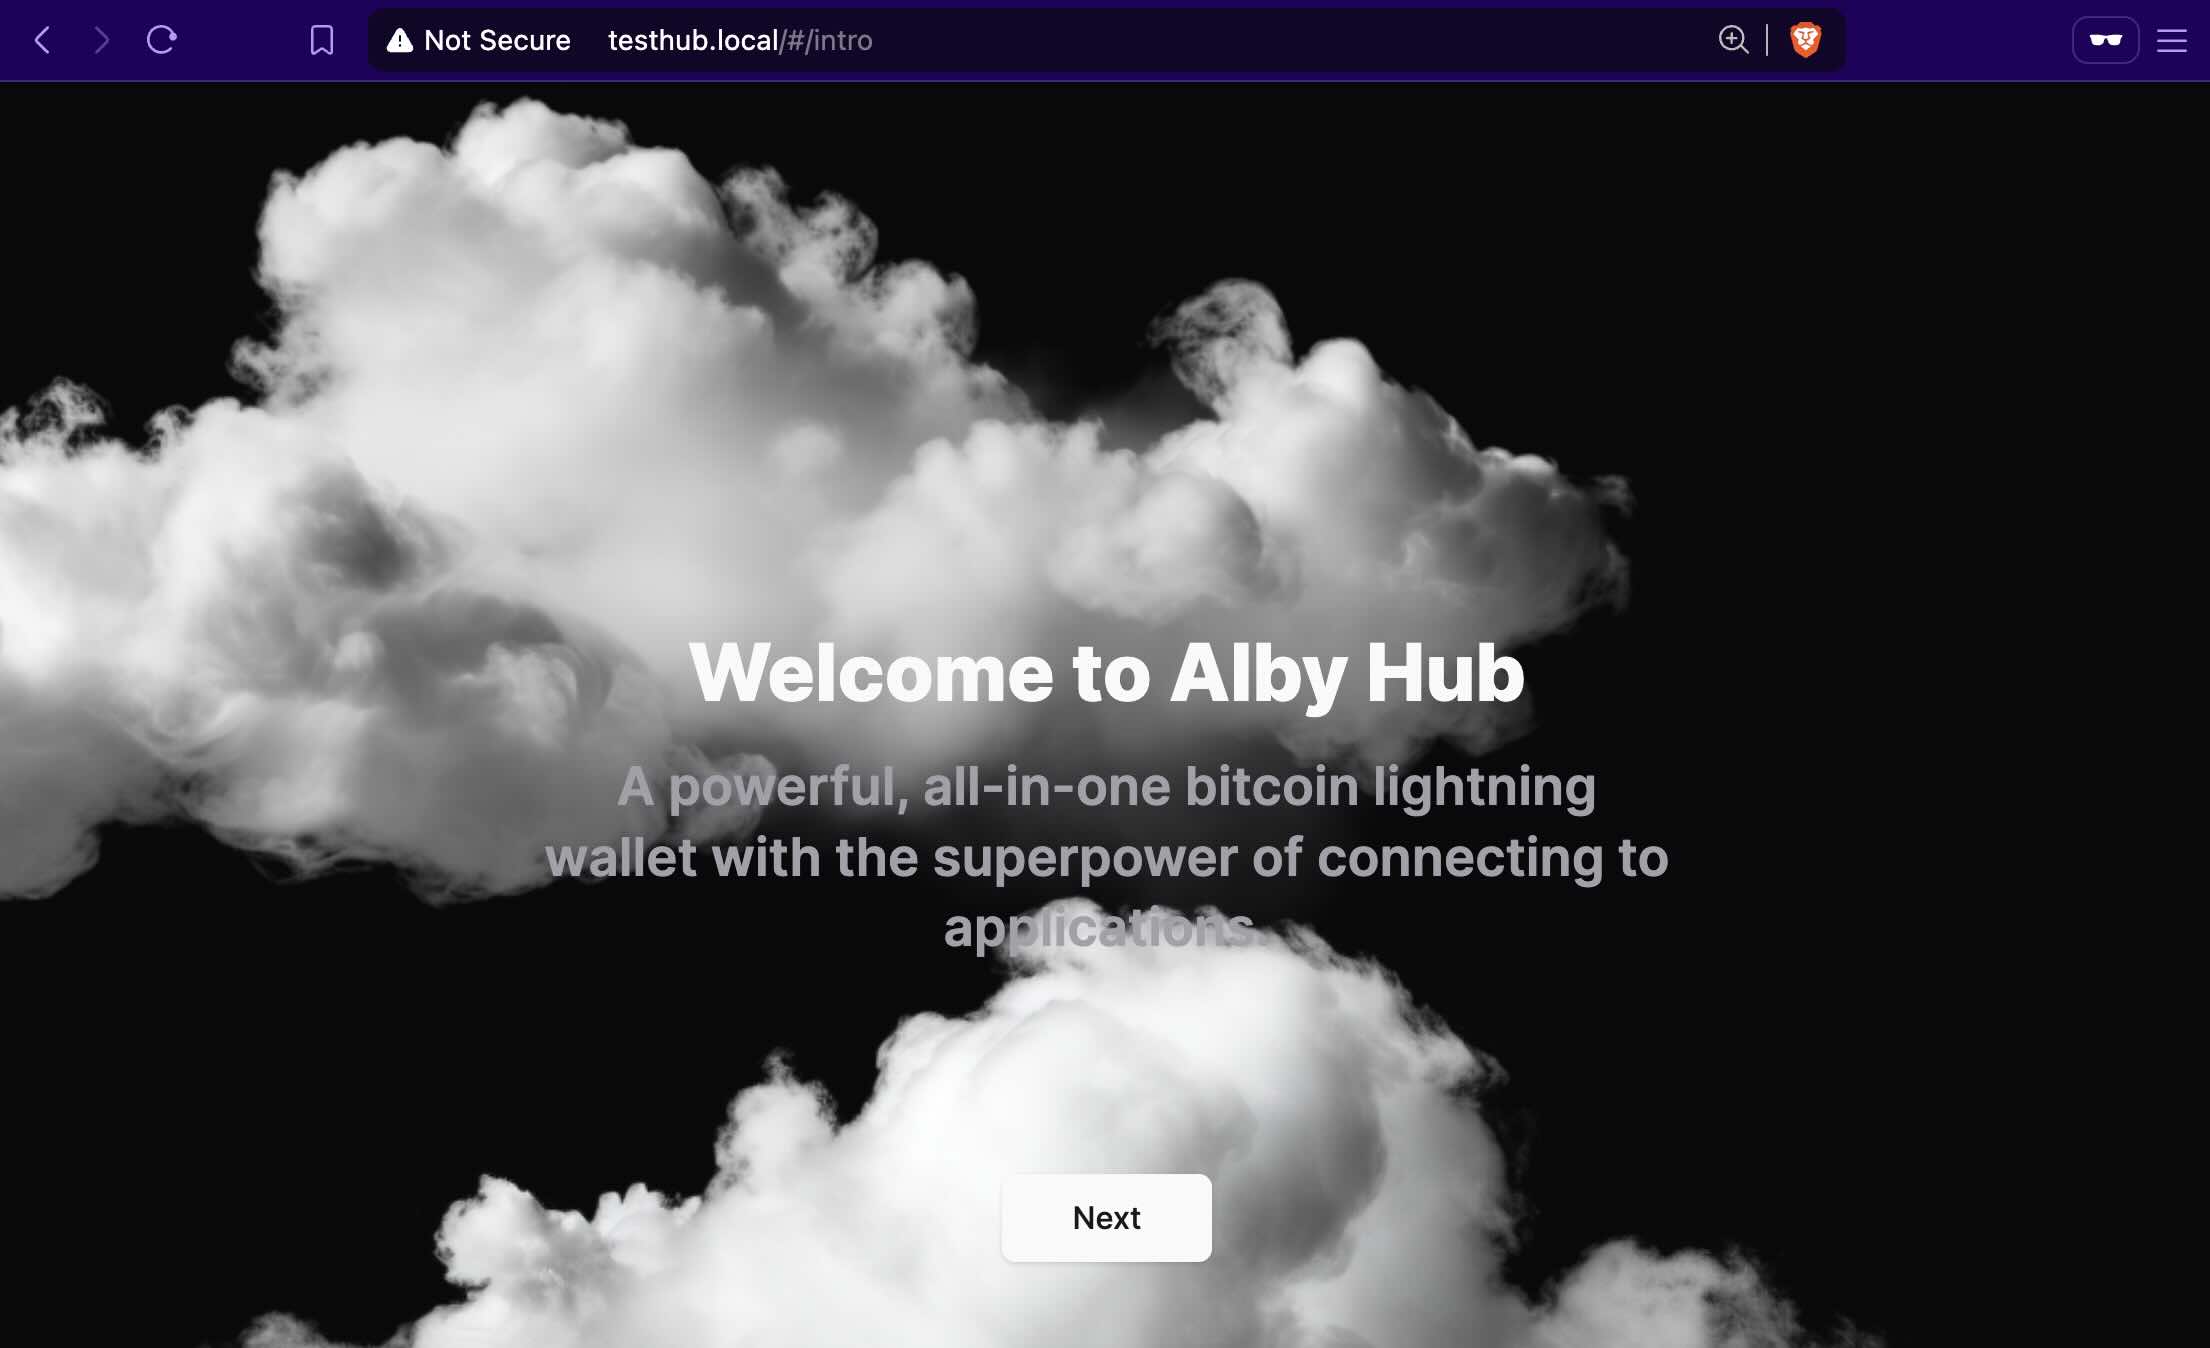 Not Secure testhub.local/#/intro
Welcome to Alby Hub
A powerful, all-in-one bitcoin lightning
wallet with the superpower of connecting to
applications.
Next